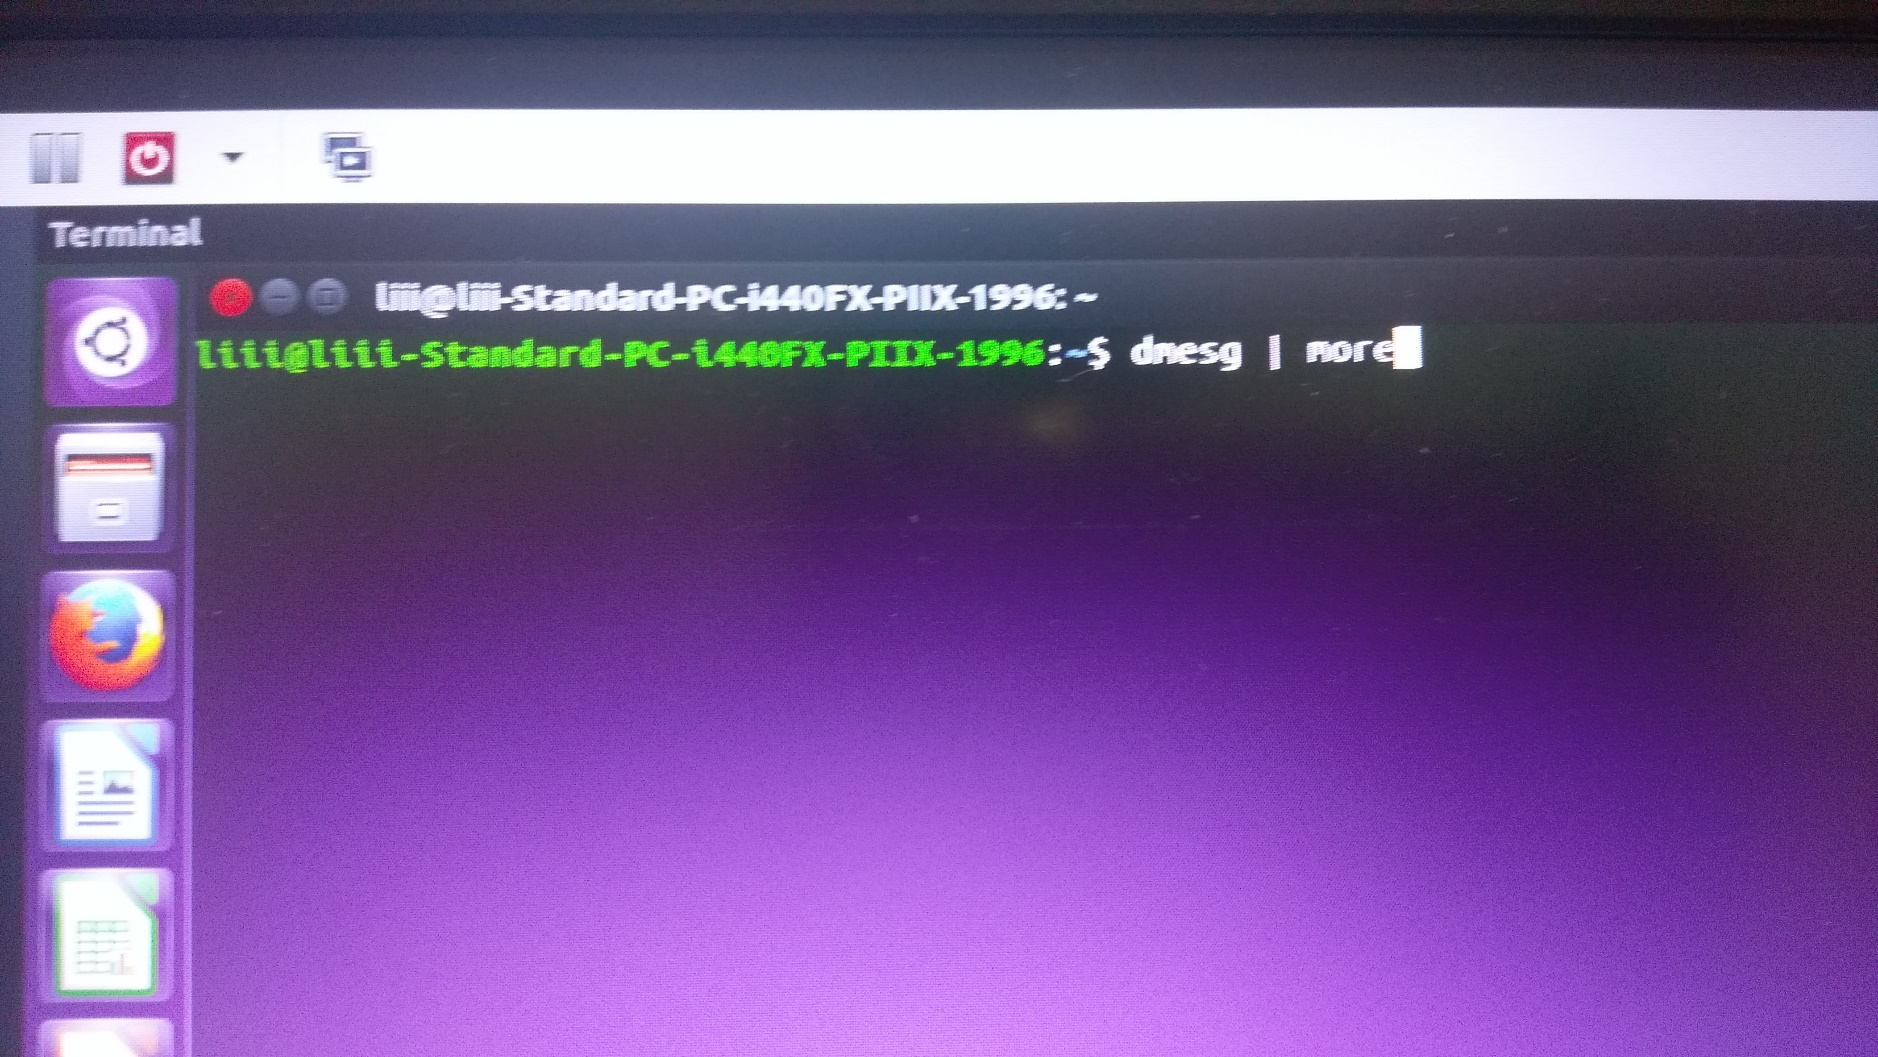 Terminal
liii@liii-Standard-PC-i440FX-PIIX-1996: ~
liii@liii-Standard-PC-i440FX-PIIX-1996:~$ dmesg | more